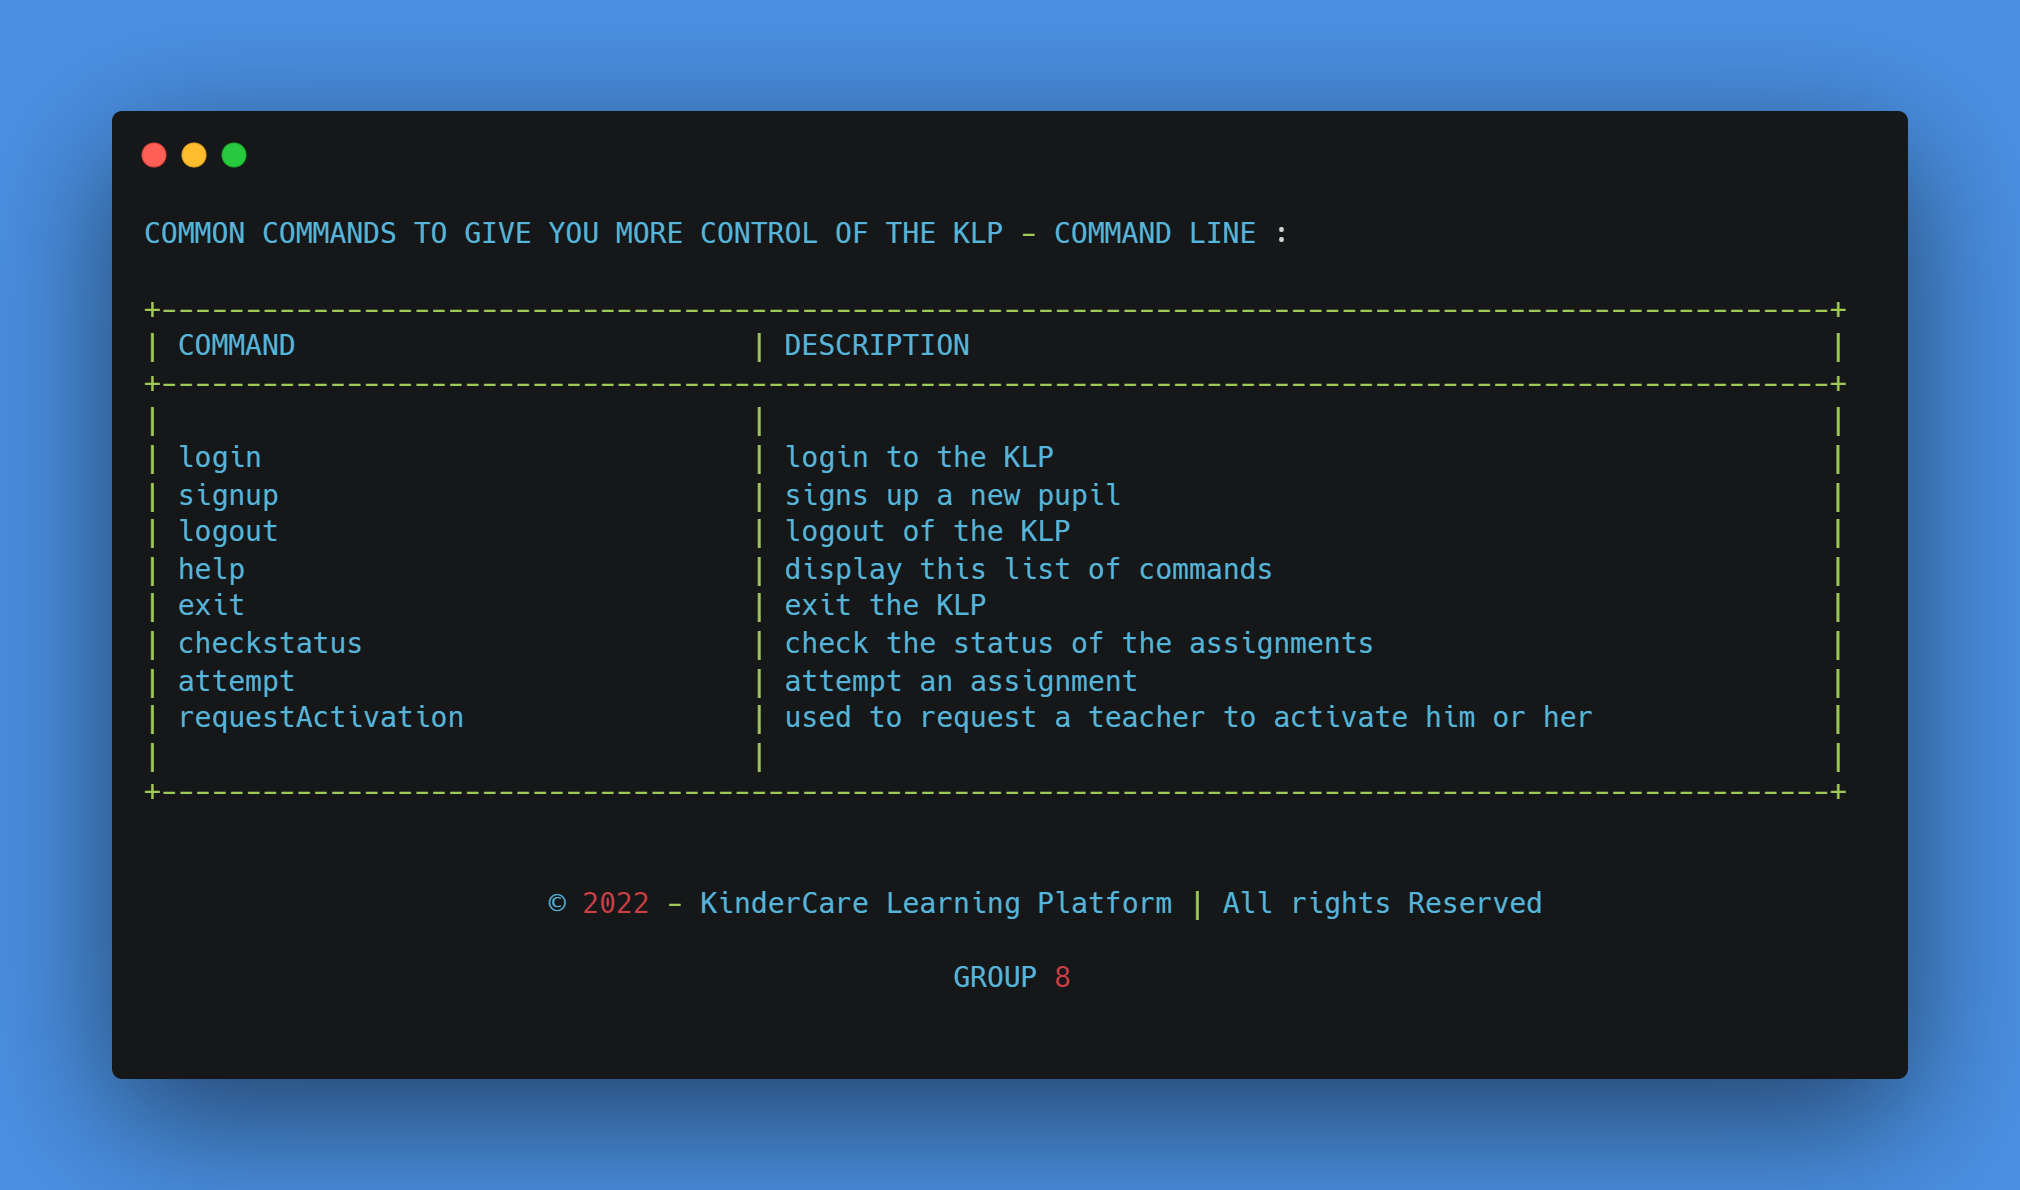 COMMON COMMANDS TO GIVE YOU MORE CONTROL OF THE KLP - COMMAND LINE :
+---------------------------------------------------------------------------------------------------+
| COMMAND                           | DESCRIPTION                                                   |
+---------------------------------------------------------------------------------------------------+
|                                   |                                                               |
| login                             | login to the KLP                                              |
| signup                            | signs up a new pupil                                          |
| logout                            | logout of the KLP                                             |
| help                              | display this list of commands                                 |
| exit                              | exit the KLP                                                  |
| checkstatus                       | check the status of the assignments                           |
| attempt                           | attempt an assignment                                         |
| requestActivation                 | used to request a teacher to activate him or her              |
|                                   |                                                               |
+---------------------------------------------------------------------------------------------------+
© 2022 - KinderCare Learning Platform | All rights Reserved
GROUP 8